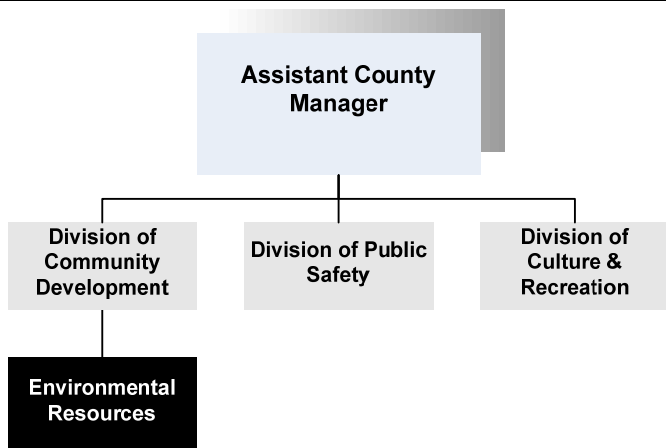 Assistant County
Manager
Division of
Community
Development
Division of Public
Safety
Division of
Culture &
Recreation
Environmental
Resources